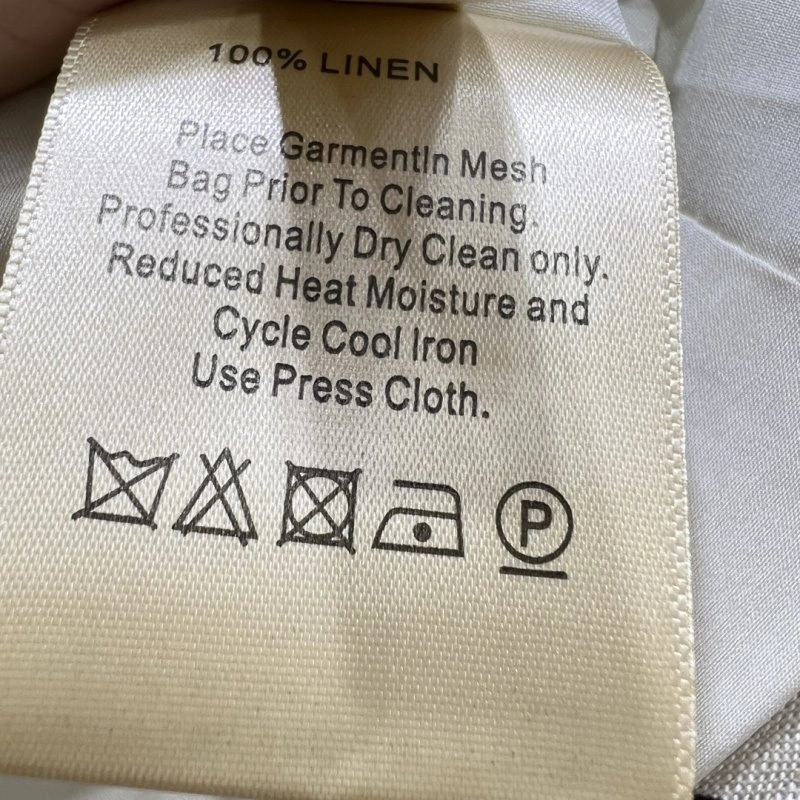 100% LINEN
Place GarmentIn Mesh
Bag Prior To Cleaning.
Professionally Dry Clean only.
Reduced Heat Moisture and
Cycle Cool Iron
Use Press Cloth.
P